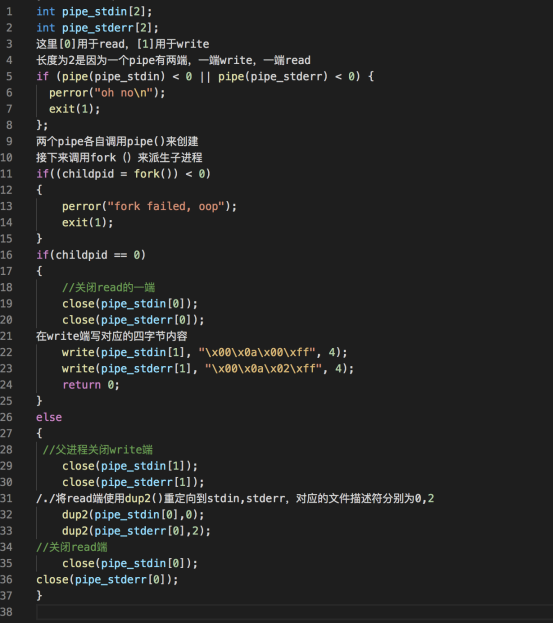 1 int pipe_stdin[2];
2 int pipe_stderr[2];
3 这里[0]用于read，[1]用于write
4 长度为2是因为一个pipe有两端，一端write，一端read
5 if (pipe(pipe_stdin) < 0 || pipe(pipe_stderr) < 0) {
6 perror("oh no\n");
7 exit(1);
8 };
9 两个pipe各自调用pipe()来创建
10 接下来调用fork（）来派生子进程
11 if((childpid = fork()) < 0)
12 {
13 perror("fork failed, oop");
14 exit(1);
15 }
16 if(childpid == 0)
17 {
18 //关闭read的一端
19 close(pipe_stdin[0]);
20 close(pipe_stderr[0]);
21 在write端写对应的四字节内容
22 write(pipe_stdin[1], "\x00\x0a\x00\xff", 4);
23 write(pipe_stderr[1], "\x00\x0a\x02\xff", 4);
24 return 0;
25 }
26 else
27 {
28 //父进程关闭write端
29 close(pipe_stdin[1]);
30 close(pipe_stderr[1]);
31 /./将read端使用dup2()重定向到stdin,stderr，对应的文件描述符分别为0,2
32 dup2(pipe_stdin[0],0);
33 dup2(pipe_stderr[0],2);
34 //关闭read端
35 close(pipe_stdin[0]);
36 close(pipe_stderr[0]);
37 }
38